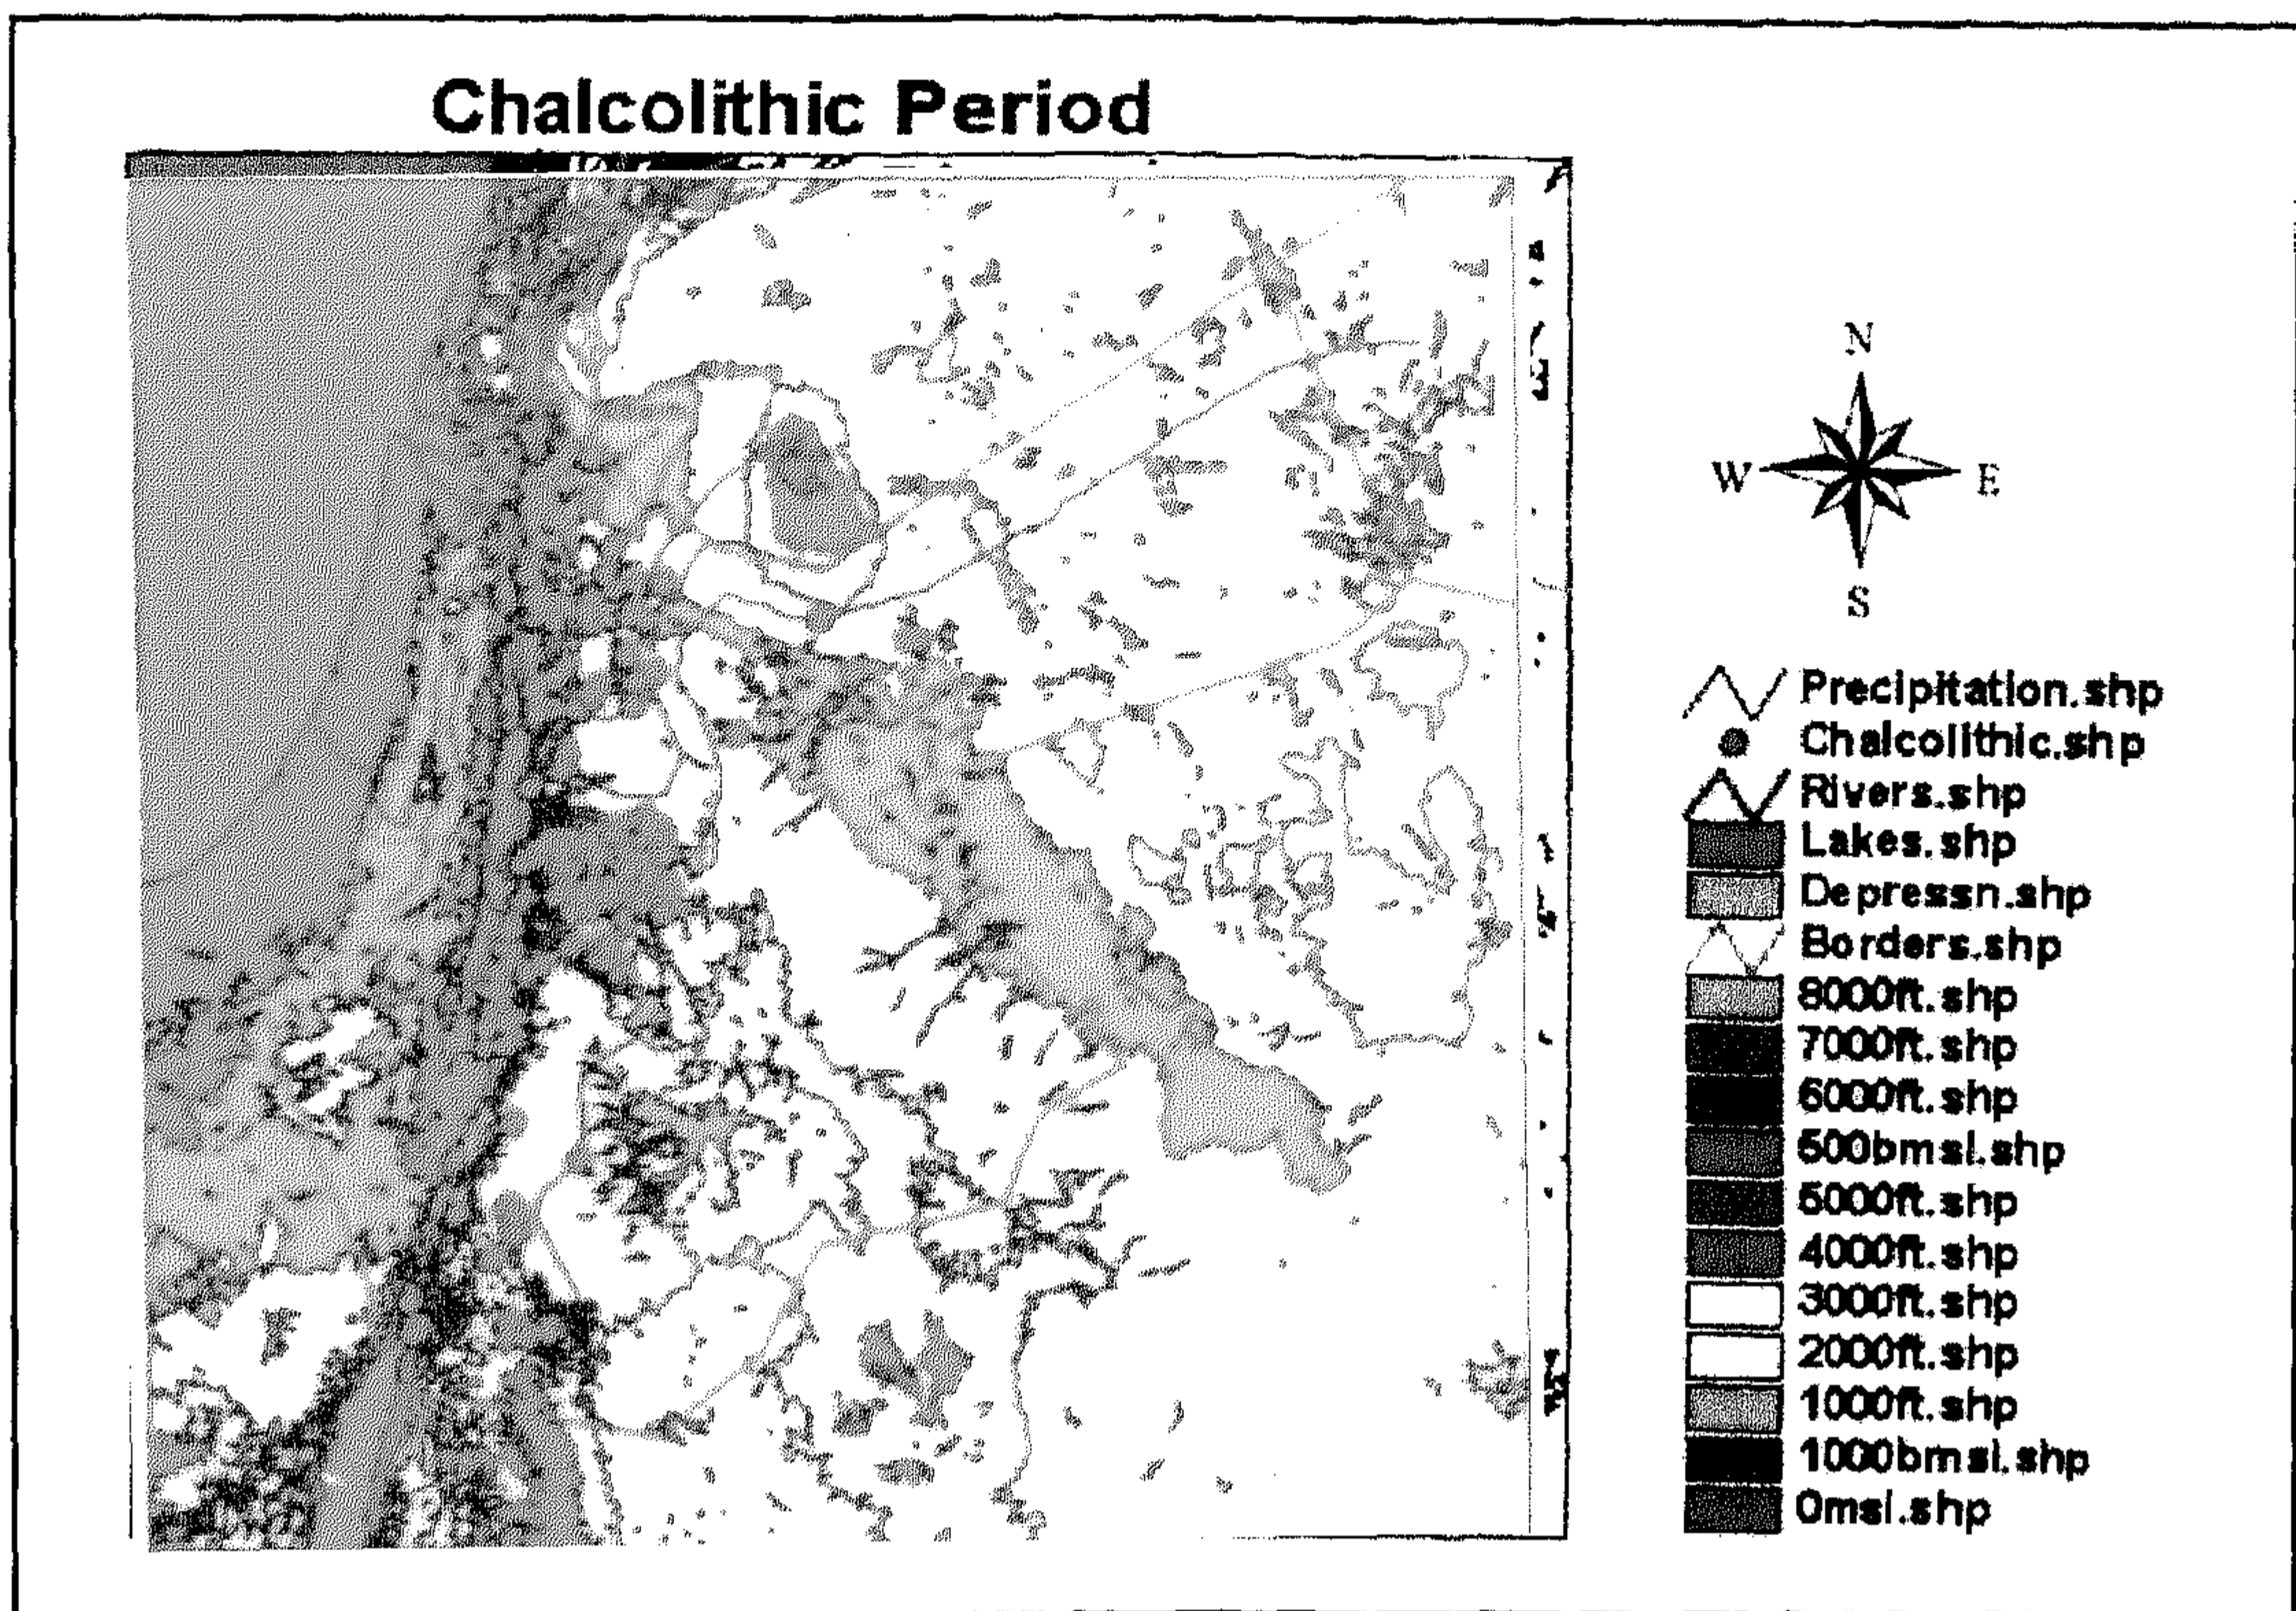 Chalcolithic Period
N
W E
S
Precipitation.shp
Chalcolithic.shp
Rivers.shp
Lakes.shp
Depressn.shp
Borders.shp
8000ft.shp
7000ft.shp
6000ft.shp
500bmsl.shp
5000ft.shp
4000ft.shp
3000ft.shp
2000ft.shp
1000ft.shp
1000bmsl.shp
0msl.shp